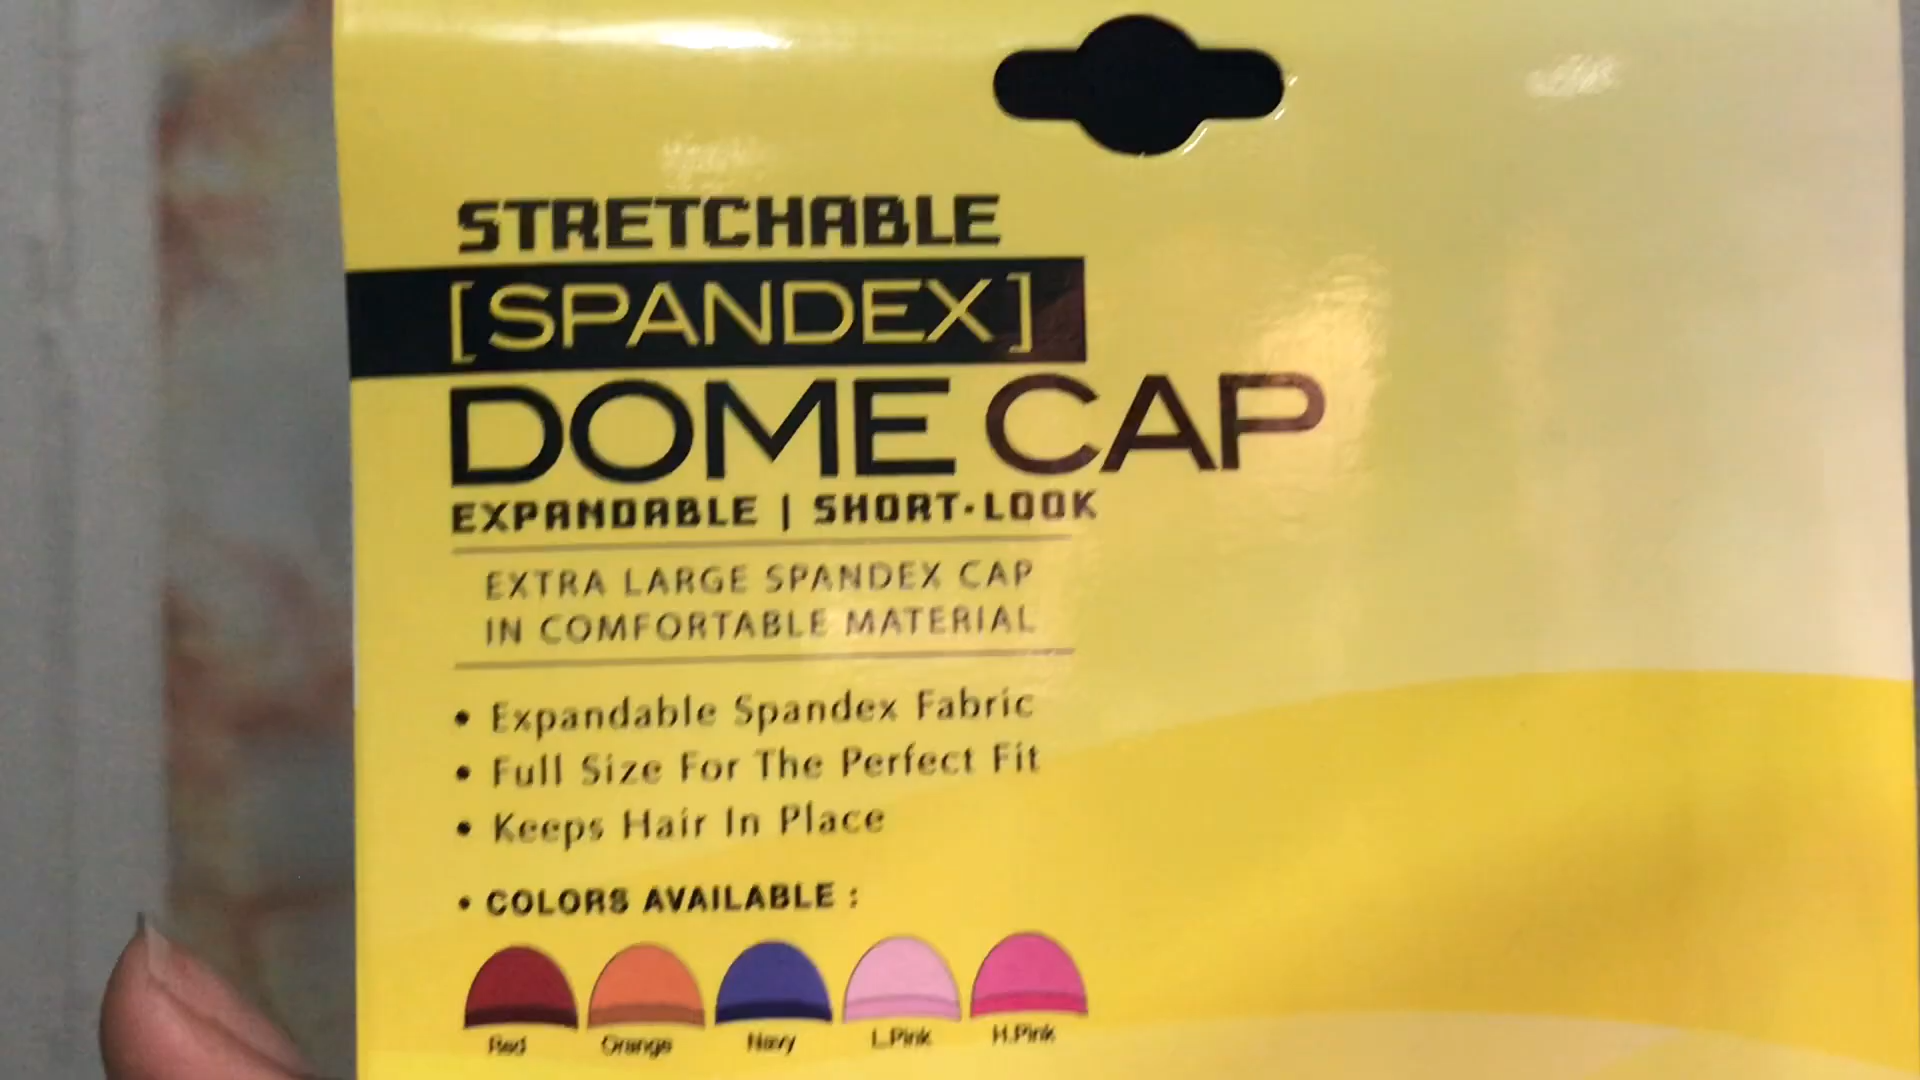 STRETCHABLE
[SPANDEX]
DOME CAP
EXPANDABLE | SHORT-LOOK
EXTRA LARGE SPANDEX CAP
IN COMFORTABLE MATERIAL
• Expandable Spandex Fabric
• Full Size For The Perfect Fit
• Keeps Hair In Place
• COLORS AVAILABLE :
Red Orange Navy L.Pink H.Pink